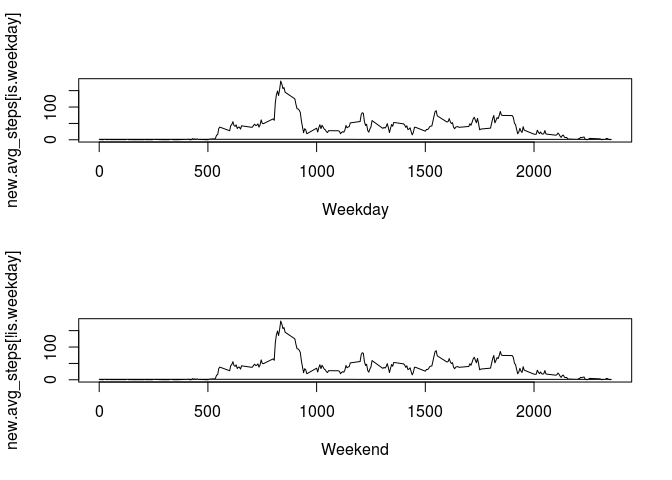 new.avg_steps[is.weekday]
100
0
0 500 1000 1500 2000
Weekday
new.avg_steps[!is.weekday]
100
0
0 500 1000 1500 2000
Weekend